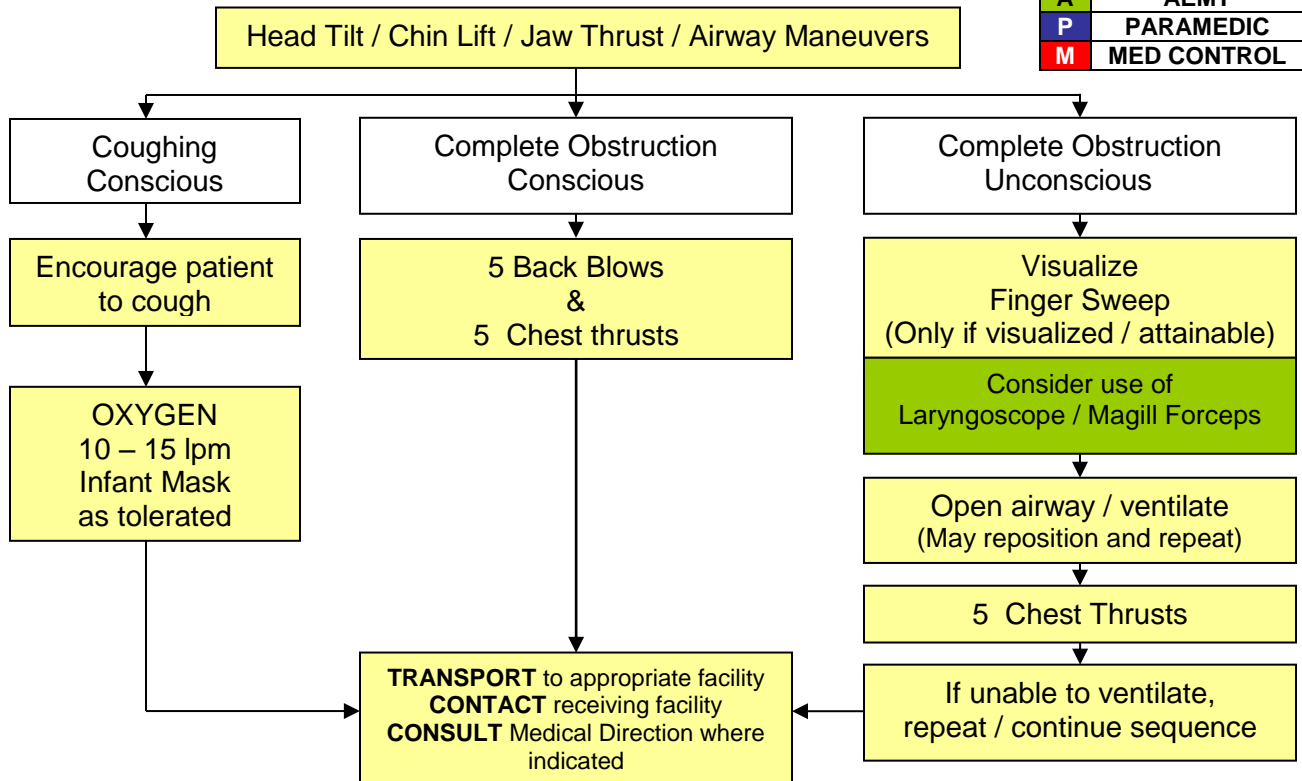 A AEMT
P PARAMEDIC
M MED CONTROL
Head Tilt / Chin Lift / Jaw Thrust / Airway Maneuvers
Coughing
Conscious
Complete Obstruction
Conscious
Complete Obstruction
Unconscious
Encourage patient
to cough
5 Back Blows
&
5 Chest thrusts
Visualize
Finger Sweep
(Only if visualized / attainable)
Consider use of
Laryngoscope / Magill Forceps
OXYGEN
10 – 15 lpm
Infant Mask
as tolerated
Open airway / ventilate
(May reposition and repeat)
5 Chest Thrusts
TRANSPORT to appropriate facility
CONTACT receiving facility
CONSULT Medical Direction where
indicated
If unable to ventilate,
repeat / continue sequence